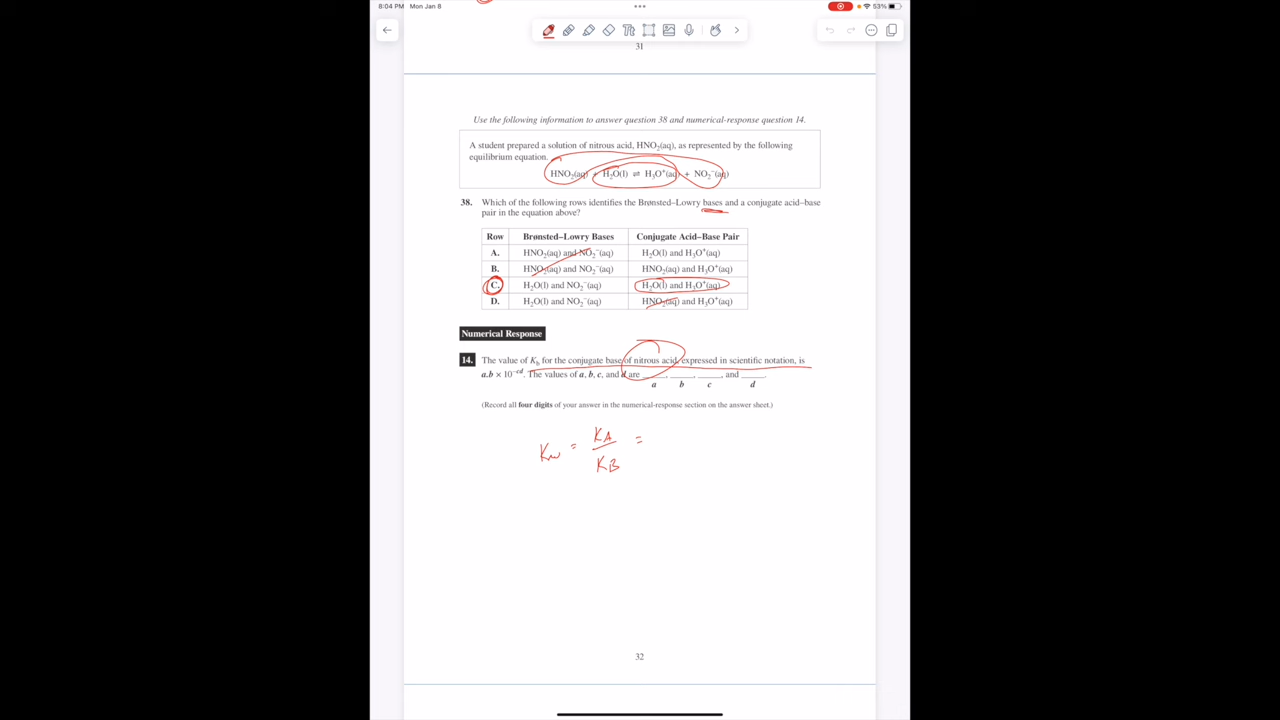 8:04 PM Mon Jan 8
53%
31
Use the following information to answer question 38 and numerical-response question 14.
A student prepared a solution of nitrous acid, HNO₂(aq), as represented by the following
equilibrium equation.
HNO₂(aq) + H₂O(l) ⇌ H₃O⁺(aq) + NO₂⁻(aq)
38. Which of the following rows identifies the Brønsted–Lowry bases and a conjugate acid–base
pair in the equation above?
Row Brønsted–Lowry Bases Conjugate Acid–Base Pair
A. HNO₂(aq) and NO₂⁻(aq) H₂O(l) and H₃O⁺(aq)
B. HNO₂(aq) and NO₂⁻(aq) HNO₂(aq) and H₃O⁺(aq)
C. H₂O(l) and NO₂⁻(aq) H₂O(l) and H₃O⁺(aq)
D. H₂O(l) and NO₂⁻(aq) HNO₂(aq) and H₃O⁺(aq)
Numerical Response
14. The value of K_b for the conjugate base of nitrous acid, expressed in scientific notation, is
a.b × 10⁻ᶜᵈ. The values of a, b, c, and d are ____, ____, ____, and ____.
a b c d
(Record all four digits of your answer in the numerical-response section on the answer sheet.)
Kw = KA / KB =
32